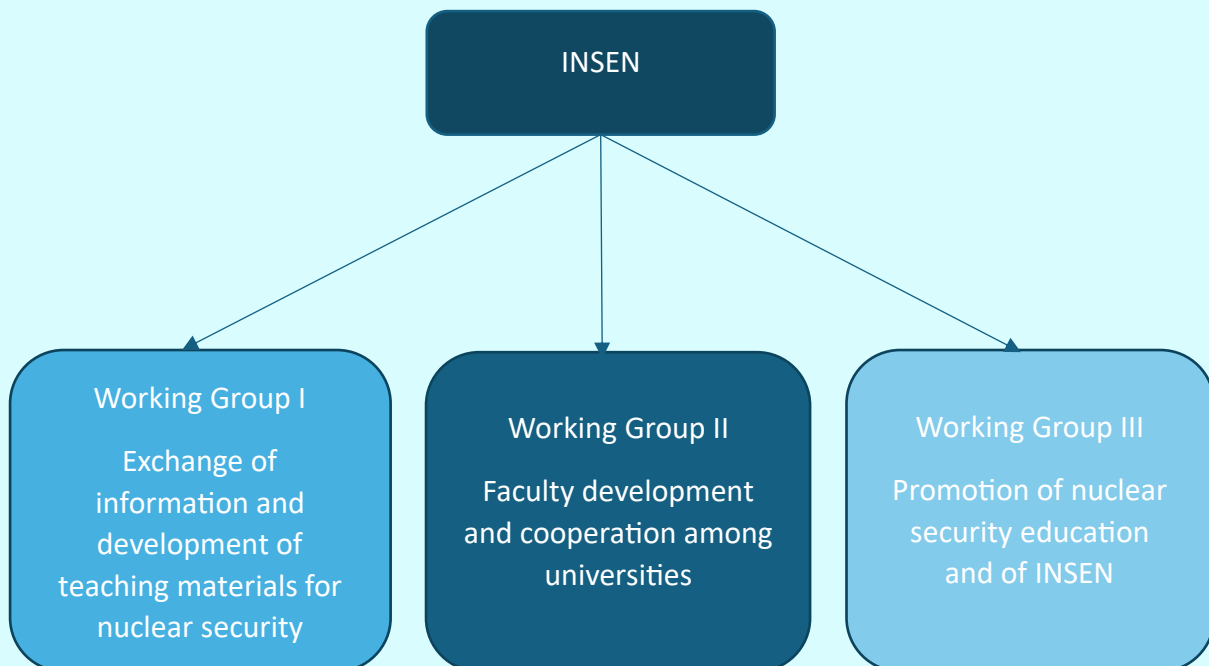 INSEN
Working Group I
Exchange of
information and
development of
teaching materials for
nuclear security
Working Group II
Faculty development
and cooperation among
universities
Working Group III
Promotion of nuclear
security education
and of INSEN